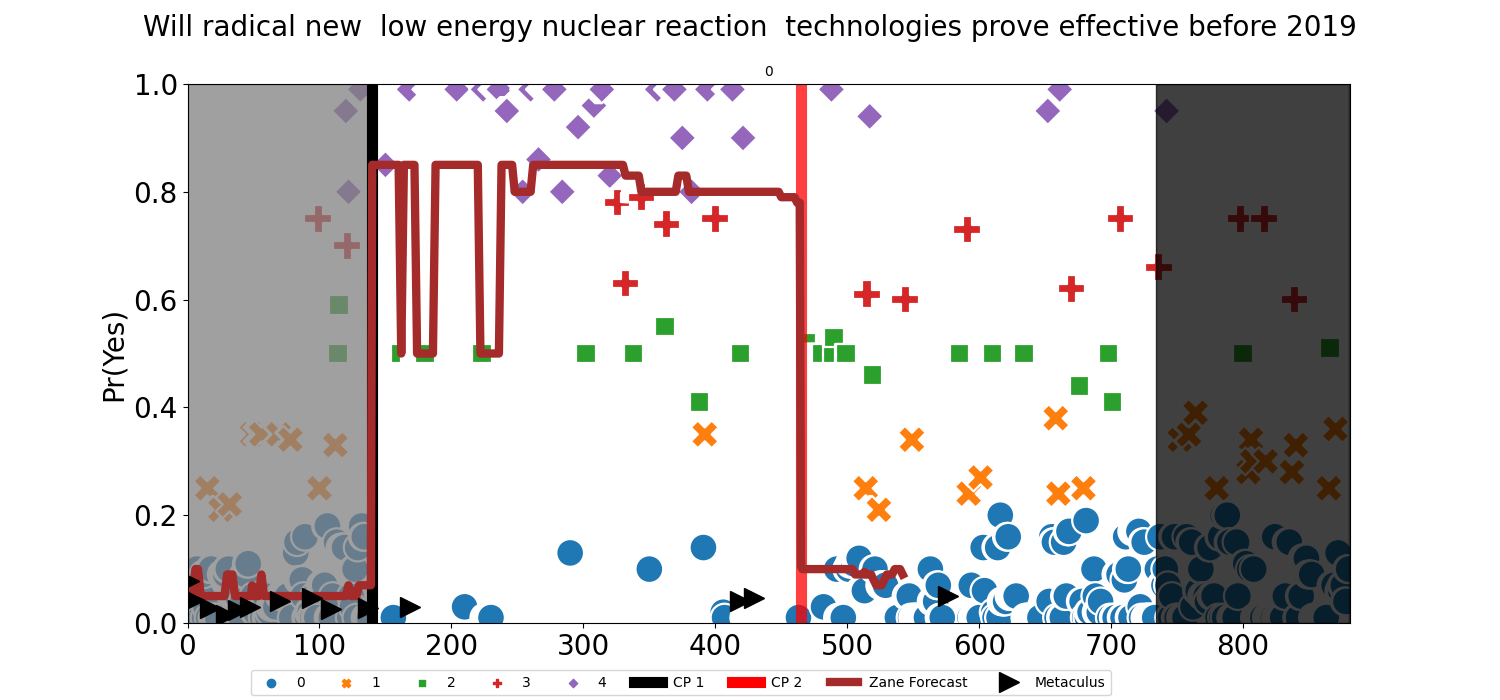 Will radical new  low energy nuclear reaction  technologies prove effective before 2019
0
1.0
0.8
0.6
0.4
0.2
0.0
Pr(Yes)
0 100 200 300 400 500 600 700 800
0 1 2 3 4 CP 1 CP 2 Zane Forecast Metaculus